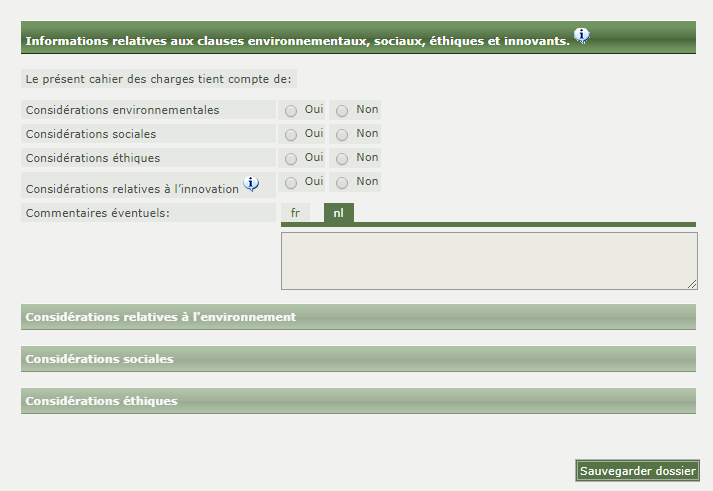 Informations relatives aux clauses environnementaux, sociaux, éthiques et innovants.
Le présent cahier des charges tient compte de:
Considérations environnementales Oui Non
Considérations sociales Oui Non
Considérations éthiques Oui Non
Considérations relatives à l'innovation Oui Non
Commentaires éventuels: fr nl
Considérations relatives à l'environnement
Considérations sociales
Considérations éthiques
Sauvegarder dossier